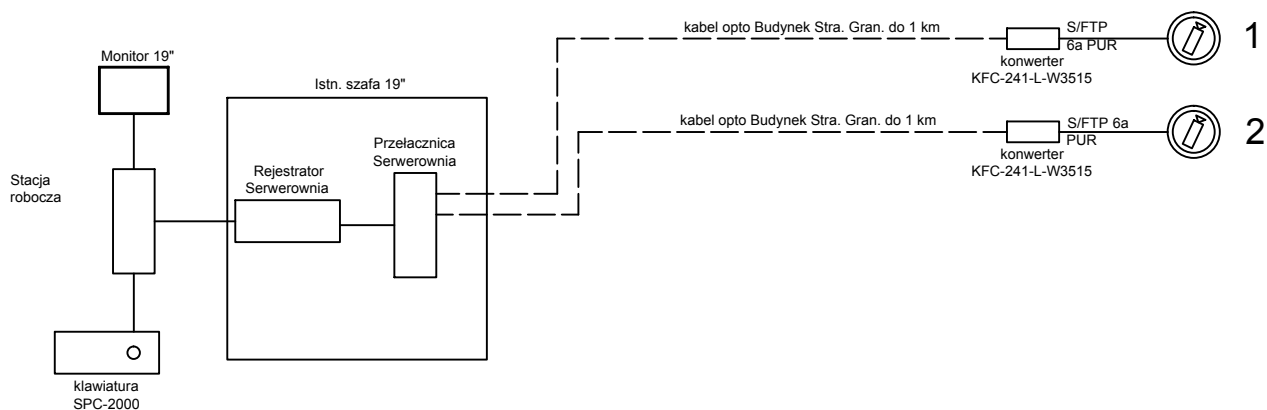 kabel opto Budynek Stra. Gran. do 1 km
S/FTP
6a PUR
1
konwerter
KFC-241-L-W3515
Monitor 19"
Istn. szafa 19"
kabel opto Budynek Stra. Gran. do 1 km
S/FTP 6a
PUR
2
konwerter
KFC-241-L-W3515
Przełacznica
Serwerownia
Rejestrator
Serwerownia
Stacja
robocza
klawiatura
SPC-2000